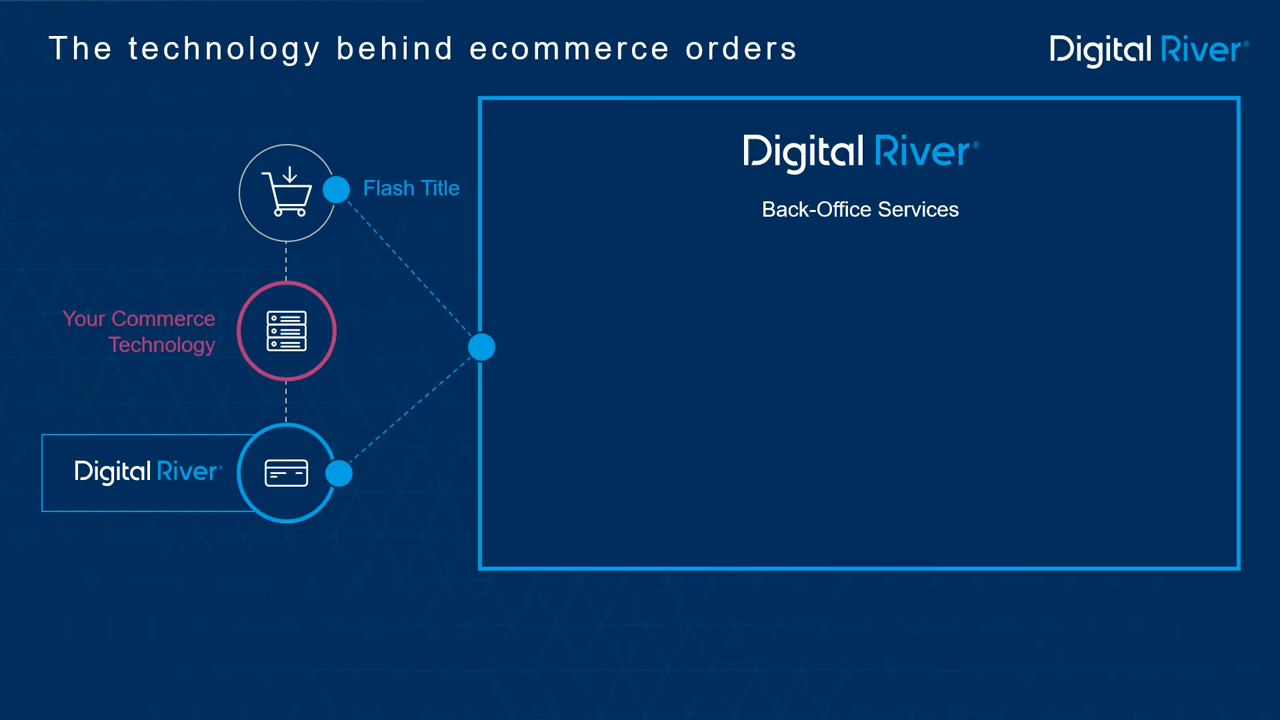 The technology behind ecommerce orders
Digital River®
Digital River®
Back-Office Services
Flash Title
Your Commerce
Technology
Digital River®